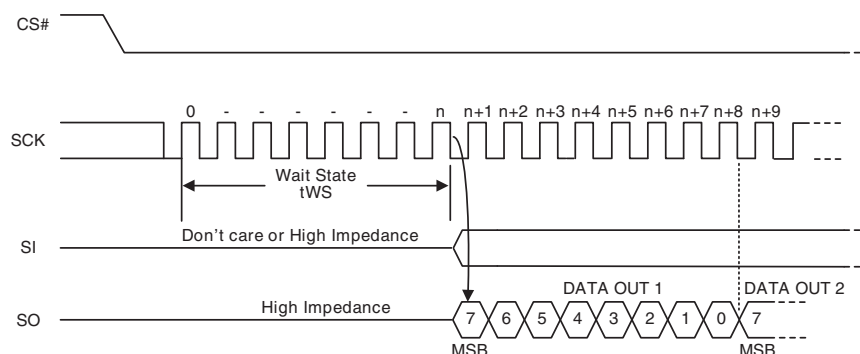 CS#
0 - - - - - - n n+1 n+2 n+3 n+4 n+5 n+6 n+7 n+8 n+9
SCK
Wait State
tWS
Don't care or High Impedance
SI
DATA OUT 1 DATA OUT 2
High Impedance
SO 7 6 5 4 3 2 1 0 7
MSB MSB